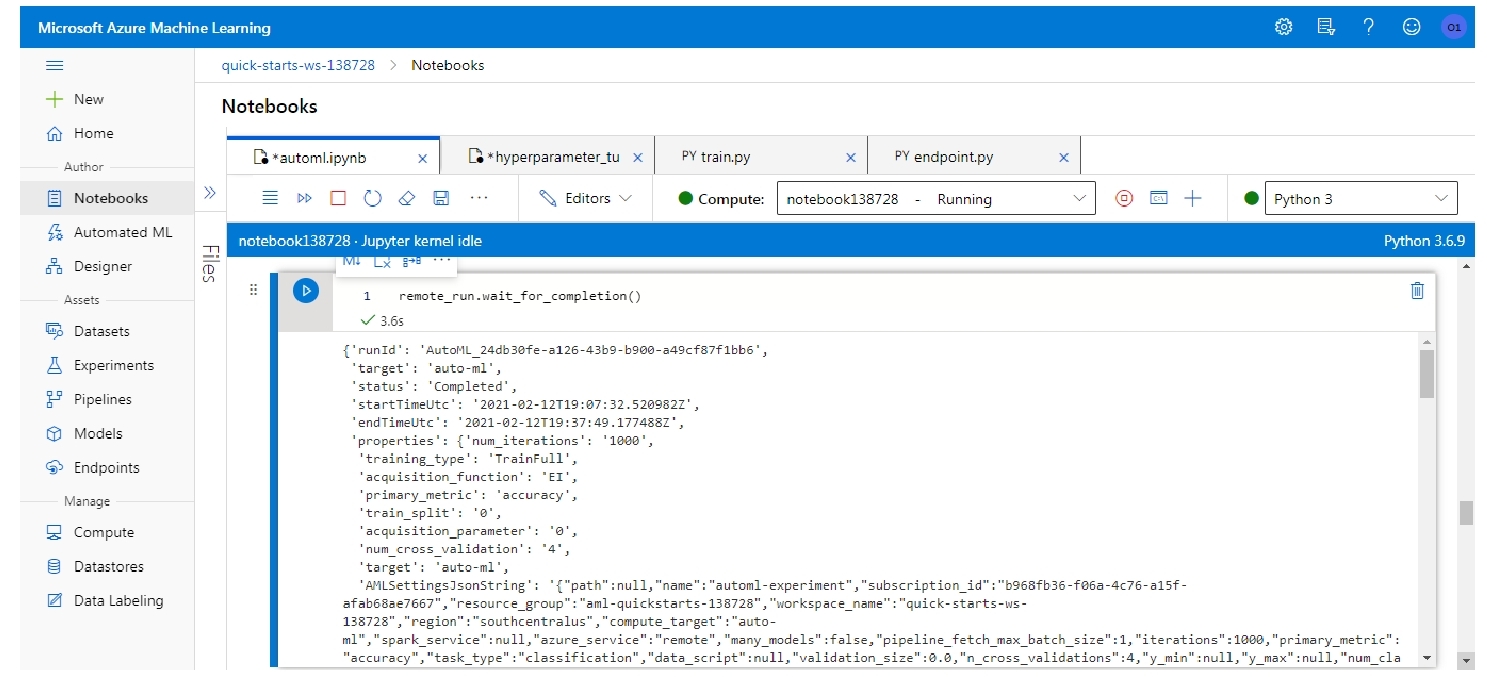 Microsoft Azure Machine Learning
01
quick-starts-ws-138728 > Notebooks
New
Home
Author
Notebooks
Automated ML
Designer
Assets
Datasets
Experiments
Pipelines
Models
Endpoints
Manage
Compute
Datastores
Data Labeling
Notebooks
*automl.ipynb
*hyperparameter_tu
PY train.py
PY endpoint.py
Files
Editors
Compute:
notebook138728 - Running
Python 3
notebook138728 · Jupyter kernel idle
Python 3.6.9
M↓
1 remote_run.wait_for_completion()
3.6s
{'runId': 'AutoML_24db30fe-a126-43b9-b900-a49cf87f1bb6',
'target': 'auto-ml',
'status': 'Completed',
'startTimeUtc': '2021-02-12T19:07:32.520982Z',
'endTimeUtc': '2021-02-12T19:37:49.177488Z',
'properties': {'num_iterations': '1000',
'training_type': 'TrainFull',
'acquisition_function': 'EI',
'primary_metric': 'accuracy',
'train_split': '0',
'acquisition_parameter': '0',
'num_cross_validation': '4',
'target': 'auto-ml',
'AMLSettingsJsonString': '{"path":null,"name":"automl-experiment","subscription_id":"b968fb36-f06a-4c76-a15f-
afab68ae7667","resource_group":"aml-quickstarts-138728","workspace_name":"quick-starts-ws-
138728","region":"southcentralus","compute_target":"auto-
ml","spark_service":null,"azure_service":"remote","many_models":false,"pipeline_fetch_max_batch_size":1,"iterations":1000,"primary_metric":
"accuracy","task_type":"classification","data_script":null,"validation_size":0.0,"n_cross_validations":4,"y_min":null,"y_max":null,"num_cla